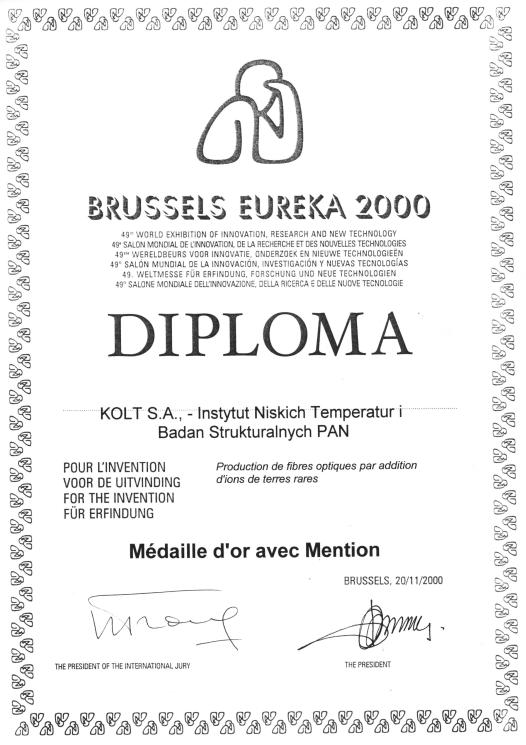 BRUSSELS EUREKA 2000
49TH WORLD EXHIBITION OF INNOVATION, RESEARCH AND NEW TECHNOLOGY
49e SALON MONDIAL DE L'INNOVATION, DE LA RECHERCHE ET DES NOUVELLES TECHNOLOGIES
49STE WERELDBEURS VOOR INNOVATIE, ONDERZOEK EN NIEUWE TECHNOLOGIEËN
49° SALÓN MUNDIAL DE LA INNOVACIÓN, INVESTIGACIÓN Y NUEVAS TECNOLOGÍAS
49. WELTMESSE FÜR ERFINDUNG, FORSCHUNG UND NEUE TECHNOLOGIEN
49° SALONE MONDIALE DELL'INNOVAZIONE, DELLA RICERCA E DELLE NUOVE TECNOLOGIE
DIPLOMA
KOLT S.A., - Instytut Niskich Temperatur i
Badan Strukturalnych PAN
POUR L'INVENTION
VOOR DE UITVINDING
FOR THE INVENTION
FÜR ERFINDUNG
Production de fibres optiques par addition
d'ions de terres rares
Médaille d'or avec Mention
BRUSSELS, 20/11/2000
THE PRESIDENT OF THE INTERNATIONAL JURY
THE PRESIDENT